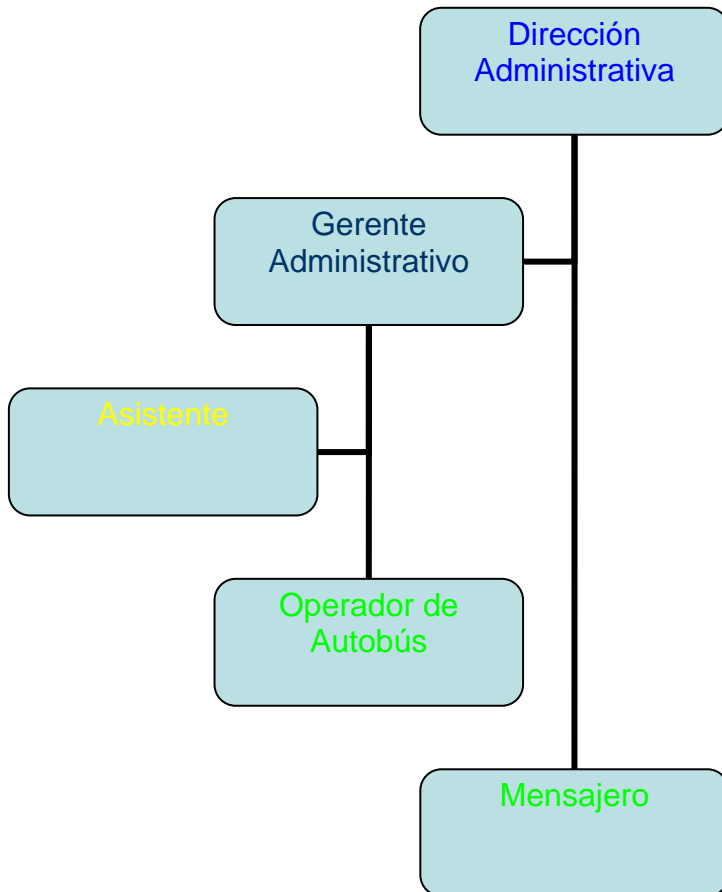 Dirección
Administrativa
Gerente
Administrativo
Asistente
Operador de
Autobús
Mensajero